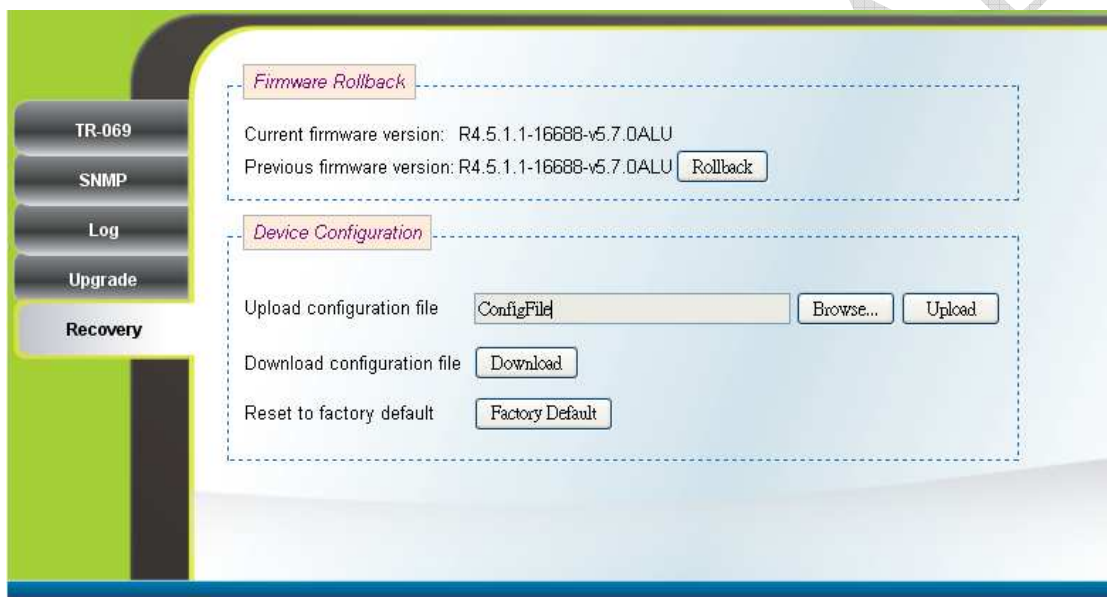 TR-069
SNMP
Log
Upgrade
Recovery
Firmware Rollback
Current firmware version: R4.5.1.1-16688-v5.7.0ALU
Previous firmware version: R4.5.1.1-16688-v5.7.0ALU Rollback
Device Configuration
Upload configuration file ConfigFile Browse... Upload
Download configuration file Download
Reset to factory default Factory Default